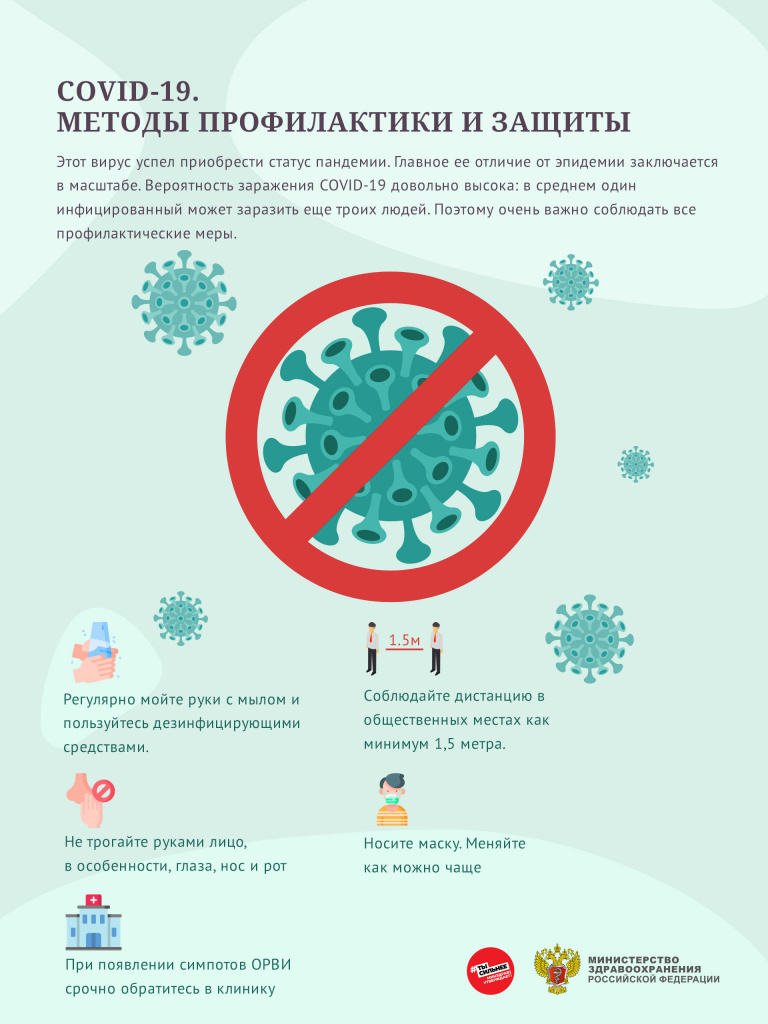 COVID-19.
МЕТОДЫ ПРОФИЛАКТИКИ И ЗАЩИТЫ
Этот вирус успел приобрести статус пандемии. Главное ее отличие от эпидемии заключается
в масштабе. Вероятность заражения COVID-19 довольно высока: в среднем один
инфицированный может заразить еще троих людей. Поэтому очень важно соблюдать все
профилактические меры.
1.5м
Регулярно мойте руки с мылом и
пользуйтесь дезинфицирующими
средствами.
Соблюдайте дистанцию в
общественных местах как
минимум 1,5 метра.
Не трогайте руками лицо,
в особенности, глаза, нос и рот
Носите маску. Меняйте
как можно чаще
При появлении симпотов ОРВИ
срочно обратитесь в клинику
#ТЫ
СИЛЬНЕЕ
МИНЗДРАВ
УТВЕРЖДАЕТ!
МИНИСТЕРСТВО
ЗДРАВООХРАНЕНИЯ
РОССИЙСКОЙ ФЕДЕРАЦИИ